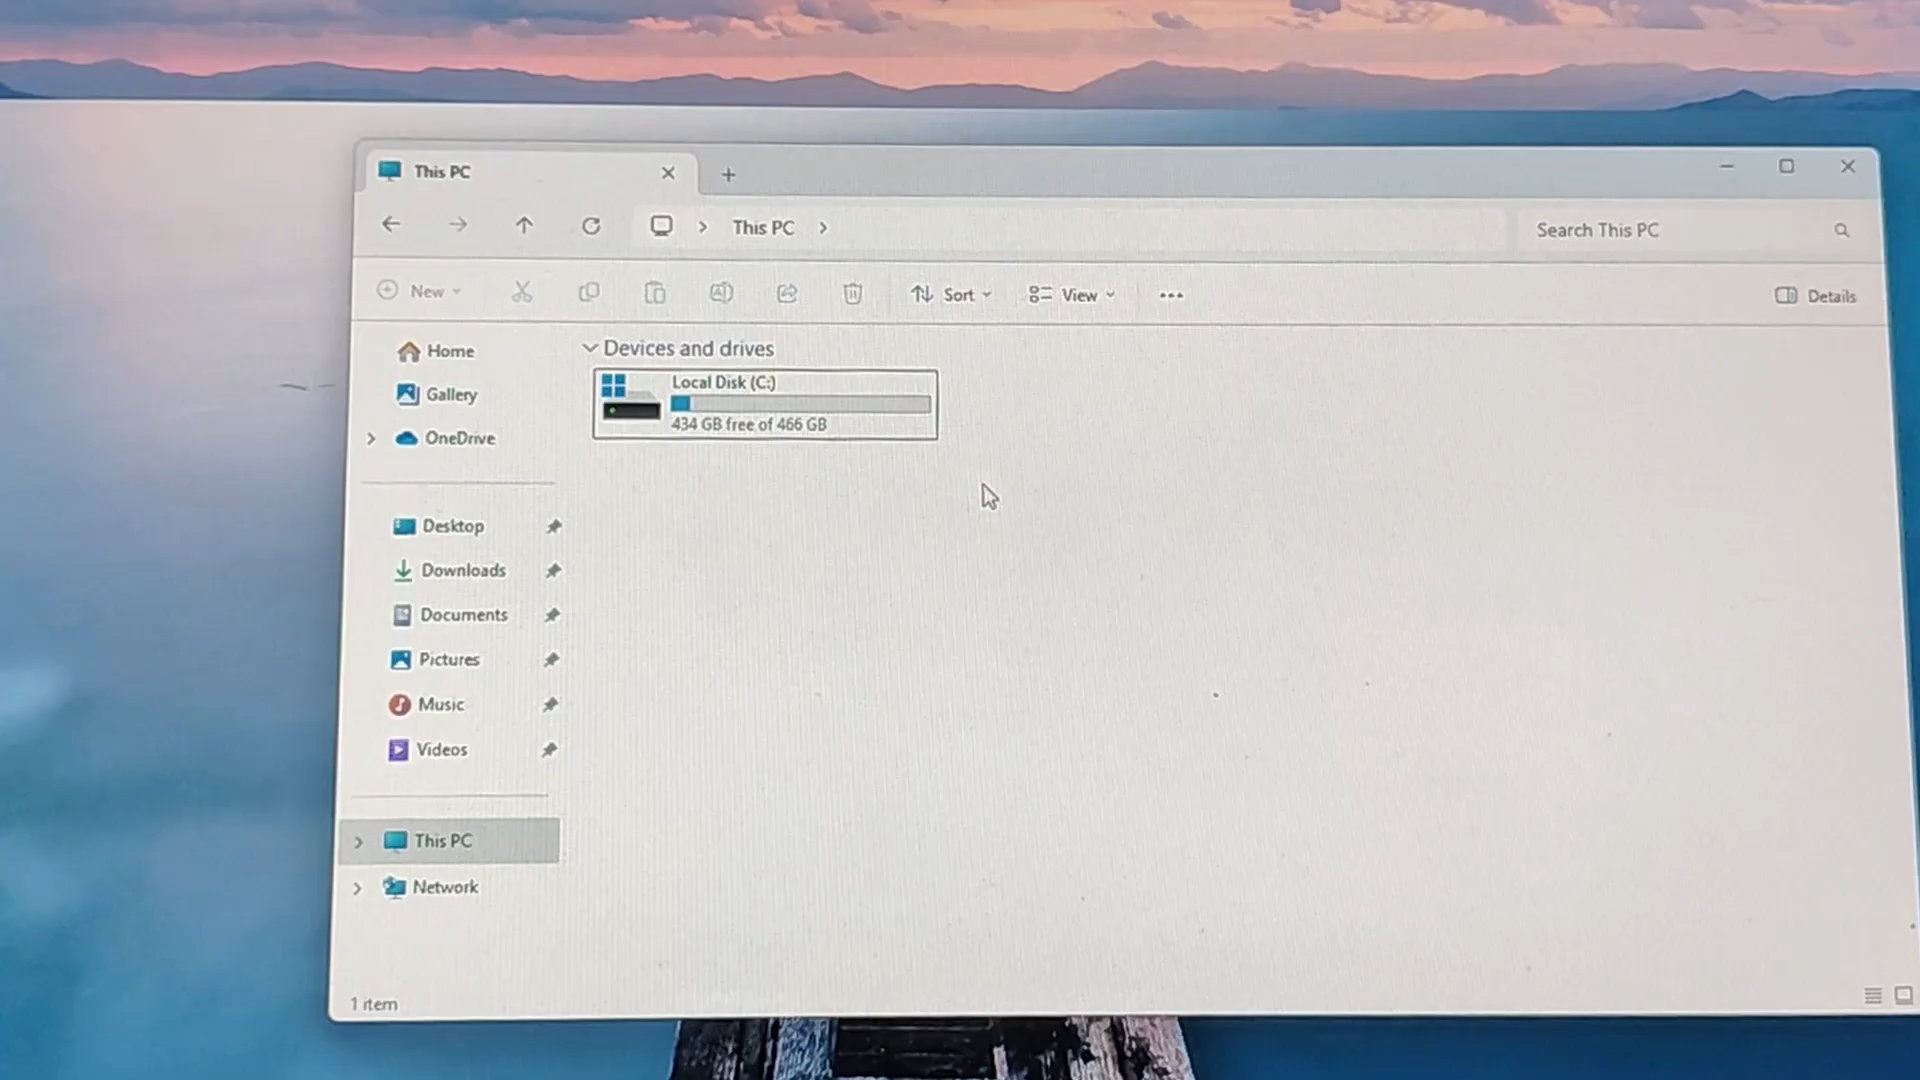 This PC
This PC
Search This PC
New
Sort
View
Details
Home
Gallery
OneDrive
Desktop
Downloads
Documents
Pictures
Music
Videos
This PC
Network
Devices and drives
Local Disk (C:)
434 GB free of 466 GB
1 item